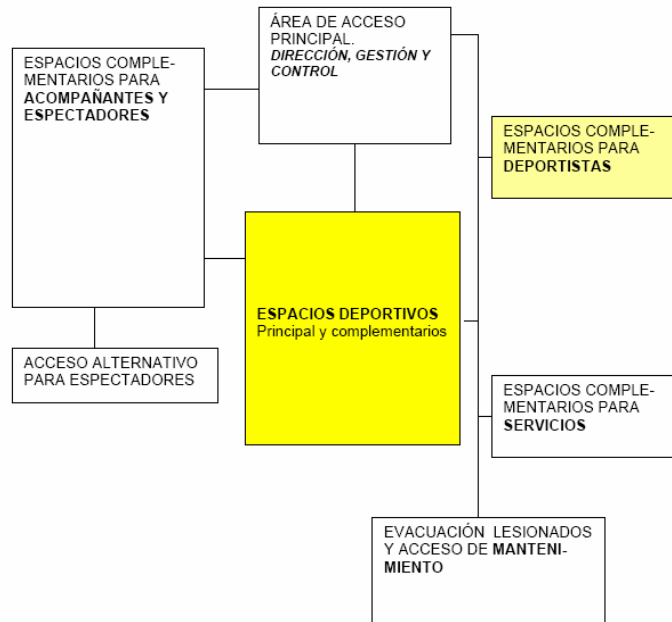 ÁREA DE ACCESO
PRINCIPAL.
DIRECCIÓN, GESTIÓN Y
CONTROL
ESPACIOS COMPLE-
MENTARIOS PARA
ACOMPAÑANTES Y
ESPECTADORES
ESPACIOS COMPLE-
MENTARIOS PARA
DEPORTISTAS
ESPACIOS DEPORTIVOS
Principal y complementarios
ACCESO ALTERNATIVO
PARA ESPECTADORES
ESPACIOS COMPLE-
MENTARIOS PARA
SERVICIOS
EVACUACIÓN LESIONADOS
Y ACCESO DE MANTENI-
MIENTO